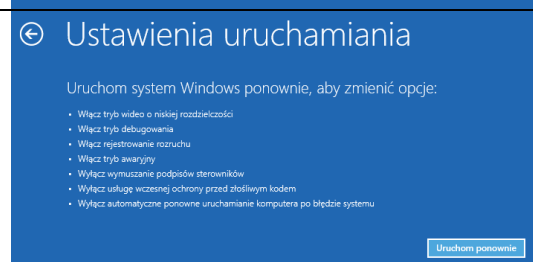 Ustawienia uruchamiania
Uruchom system Windows ponownie, aby zmienić opcje:
• Włącz tryb wideo o niskiej rozdzielczości
• Włącz tryb debugowania
• Włącz rejestrowanie rozruchu
• Włącz tryb awaryjny
• Wyłącz wymuszanie podpisów sterowników
• Wyłącz usługę wczesnej ochrony przed złośliwym kodem
• Wyłącz automatyczne ponowne uruchamianie komputera po błędzie systemu
Uruchom ponownie